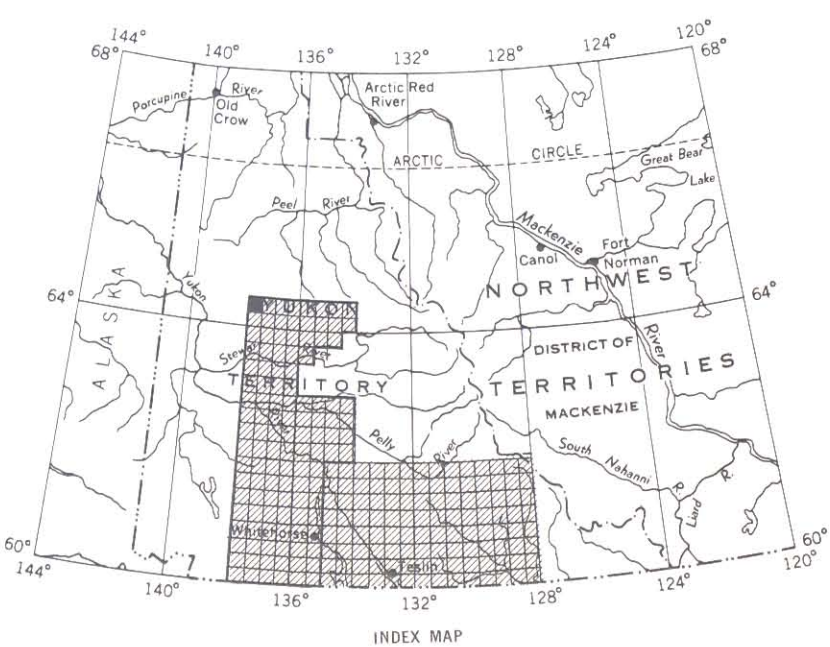 144°
68°
140°
136°
132°
128°
124°
120°
68°
Porcupine River
Old
Crow
Arctic Red
River
ARCTIC CIRCLE
Great Bear
Lake
Peel River
Mackenzie
Canol
Fort
Norman
NORTHWEST
64°
Yukon
YUKON
64°
ALASKA
Stewart River
DISTRICT OF
River
TERRITORY
TERRITORIES
MACKENZIE
River
Pelly
River
South
Nahanni
R.
Liard
R.
Whitehorse
Teslin
60°
144°
140°
136°
132°
128°
124°
60°
120°
INDEX MAP